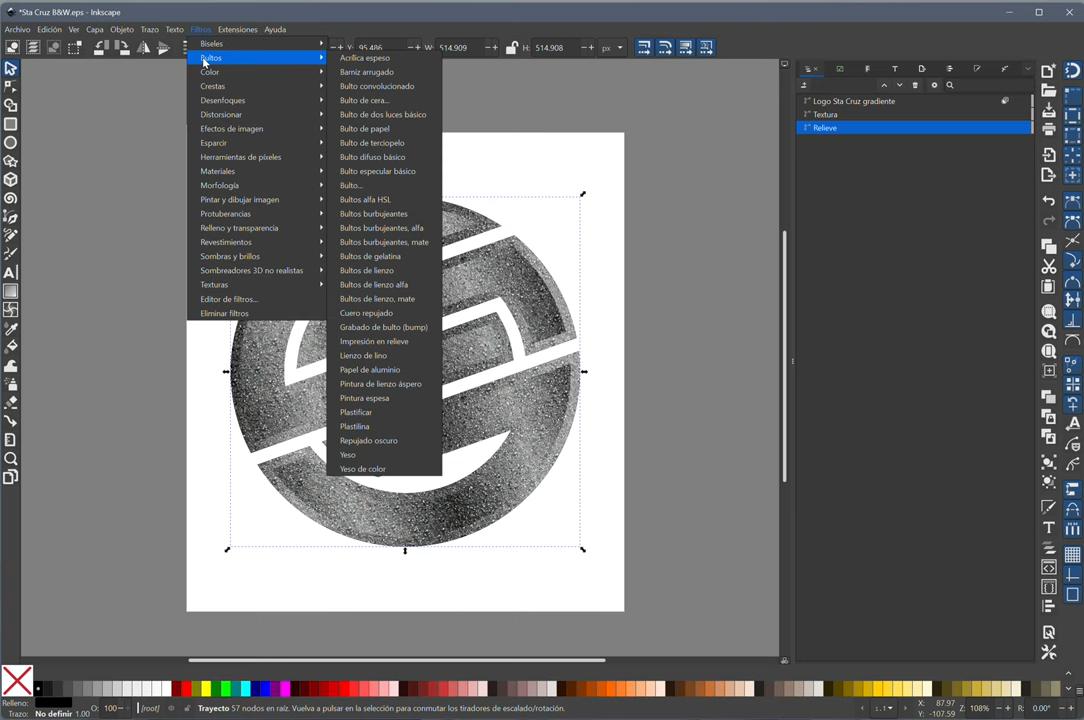 *Sta Cruz B&W.eps - Inkscape
Archivo Edición Ver Capa Objeto Trazo Texto Filtros Extensiones Ayuda
Y: 95.486 W: 514.909 H: 514.908 px
Biseles
Bultos
Color
Crestas
Desenfoques
Distorsionar
Efectos de imagen
Esparcir
Herramientas de píxeles
Materiales
Morfología
Pintar y dibujar imagen
Protuberancias
Relleno y transparencia
Revestimientos
Sombras y brillos
Sombreadores 3D no realistas
Texturas
Editor de filtros...
Eliminar filtros
Acrílica espeso
Barniz arrugado
Bulto convolucionado
Bulto de cera...
Bulto de dos luces básico
Bulto de papel
Bulto de terciopelo
Bulto difuso básico
Bulto especular básico
Bulto...
Bultos alfa HSL
Bultos burbujeantes
Bultos burbujeantes, alfa
Bultos burbujeantes, mate
Bultos de gelatina
Bultos de lienzo
Bultos de lienzo alfa
Bultos de lienzo, mate
Cuero repujado
Grabado de bulto (bump)
Impresión en relieve
Lienzo de lino
Papel de aluminio
Pintura de lienzo áspero
Pintura espesa
Plastificar
Plastilina
Repujado oscuro
Yeso
Yeso de color
Logo Sta Cruz gradiente
Textura
Relieve
Relleno:
Trazo: No definir 1.00
O: 100
[root]
Trayecto 57 nodos en raíz. Vuelva a pulsar en la selección para conmutar los tiradores de escalado/rotación.
1.1
X: 87.97
Y: -107.59
Z: 108%
R: 0.00°